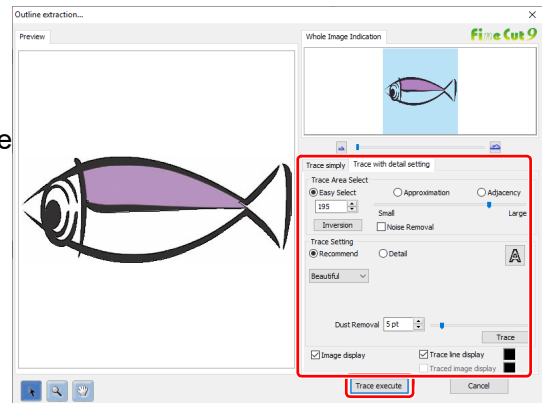 Outline extraction...
Preview
Whole Image Indication
Fine Cut 9
e
Trace simply Trace with detail setting
Trace Area Select
Easy Select Approximation Adjacency
195
Small Large
Inversion Noise Removal
Trace Setting
Recommend Detail
A
Beautiful
Dust Removal 5 pt
Trace
Image display Trace line display
Traced image display
Trace execute Cancel